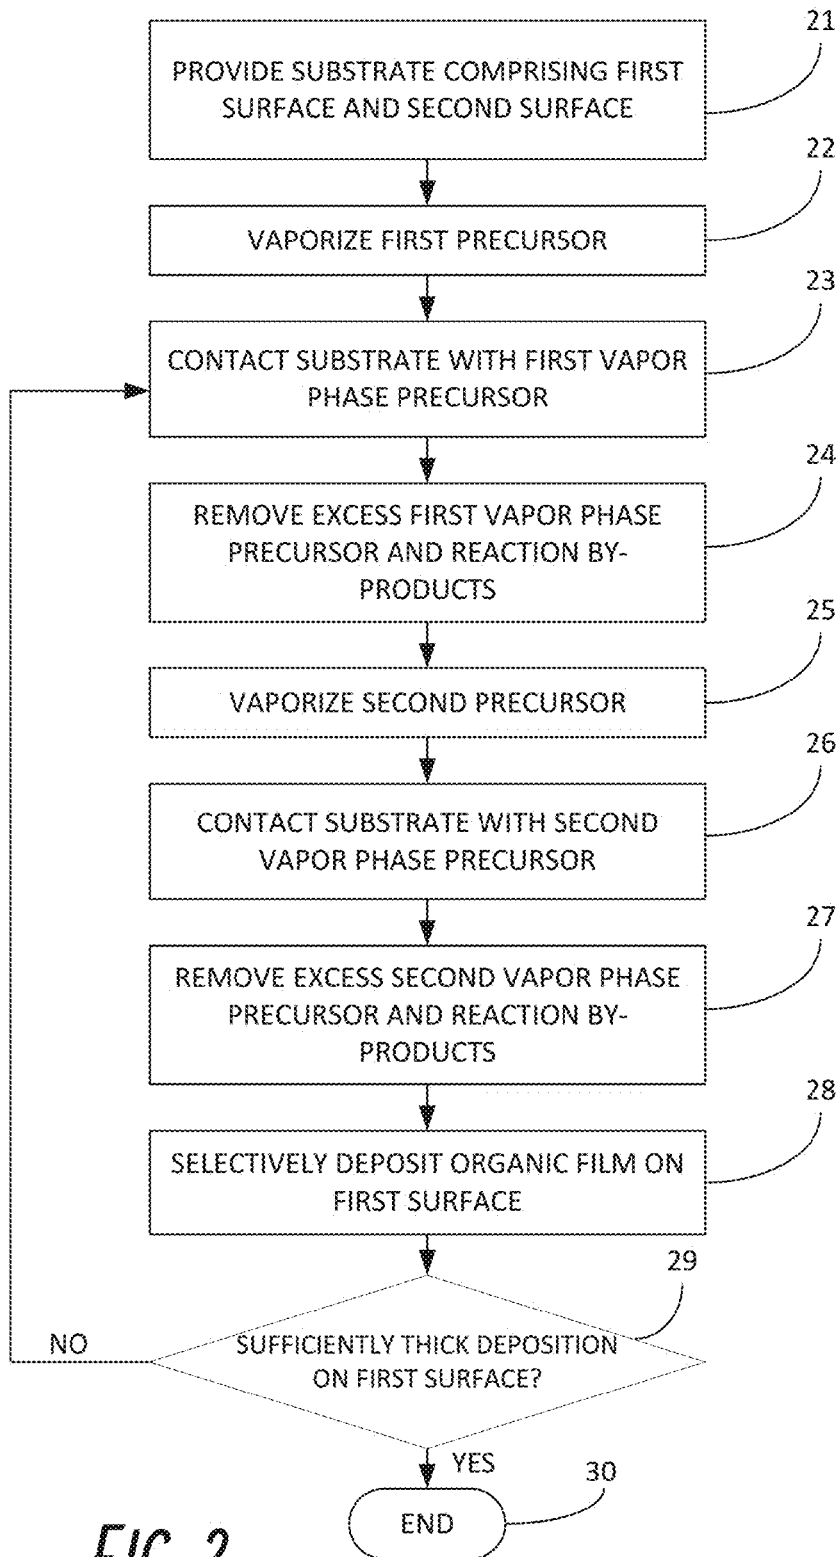 21
PROVIDE SUBSTRATE COMPRISING FIRST
SURFACE AND SECOND SURFACE
22
VAPORIZE FIRST PRECURSOR
23
CONTACT SUBSTRATE WITH FIRST VAPOR
PHASE PRECURSOR
24
REMOVE EXCESS FIRST VAPOR PHASE
PRECURSOR AND REACTION BY-
PRODUCTS
25
VAPORIZE SECOND PRECURSOR
26
CONTACT SUBSTRATE WITH SECOND
VAPOR PHASE PRECURSOR
27
REMOVE EXCESS SECOND VAPOR PHASE
PRECURSOR AND REACTION BY-
PRODUCTS
28
SELECTIVELY DEPOSIT ORGANIC FILM ON
FIRST SURFACE
29
NO
SUFFICIENTLY THICK DEPOSITION
ON FIRST SURFACE?
YES
30
END
FIG. 2